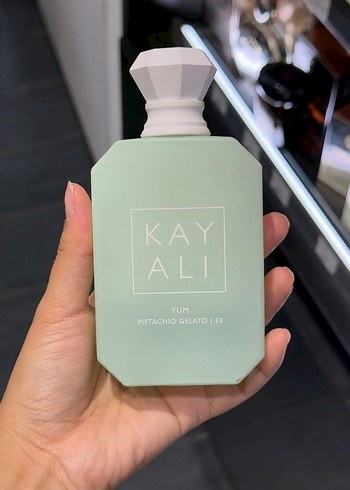 KAY
ALI
YUM
PISTACHIO GELATO | 33